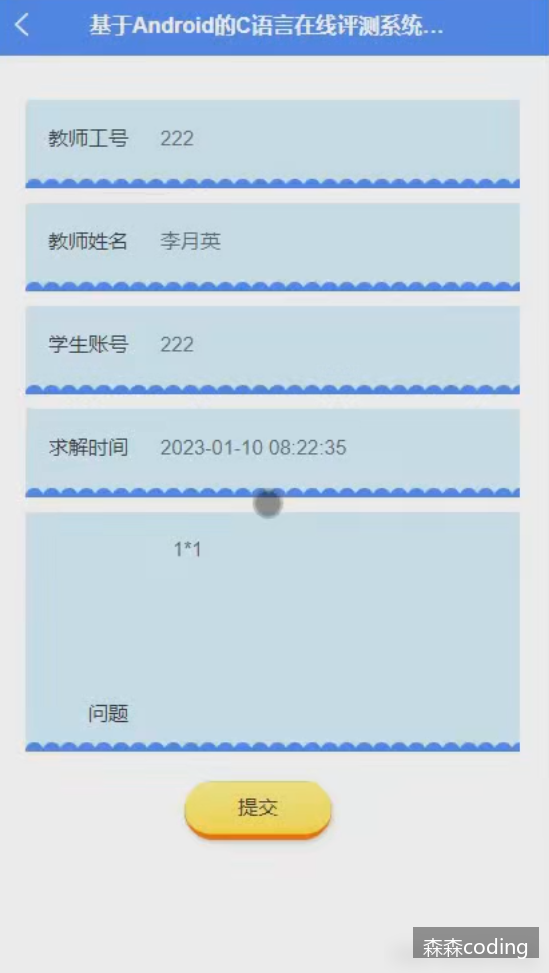 基于Android的C语言在线评测系统...
教师工号 222
教师姓名 李月英
学生账号 222
求解时间 2023-01-10 08:22:35
1*1
问题
提交
森森coding